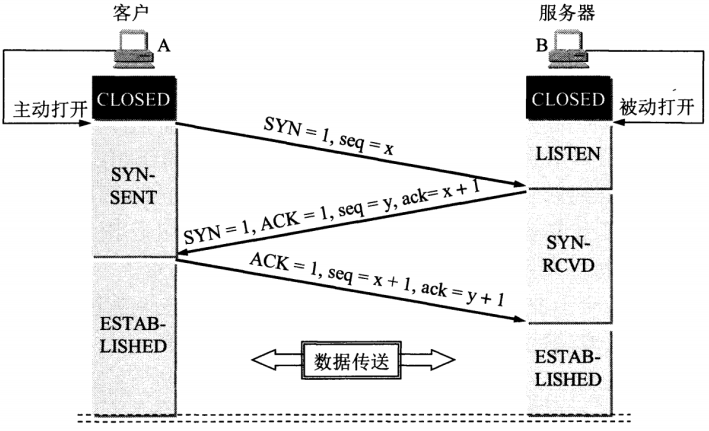 客户
服务器
A
B
CLOSED
CLOSED
主动打开
被动打开
SYN = 1, seq = x
LISTEN
SYN-
SENT
SYN = 1, ACK = 1, seq = y, ack= x + 1
SYN-
RCVD
ACK = 1, seq = x + 1, ack = y + 1
ESTAB-
LISHED
数据传送
ESTAB-
LISHED